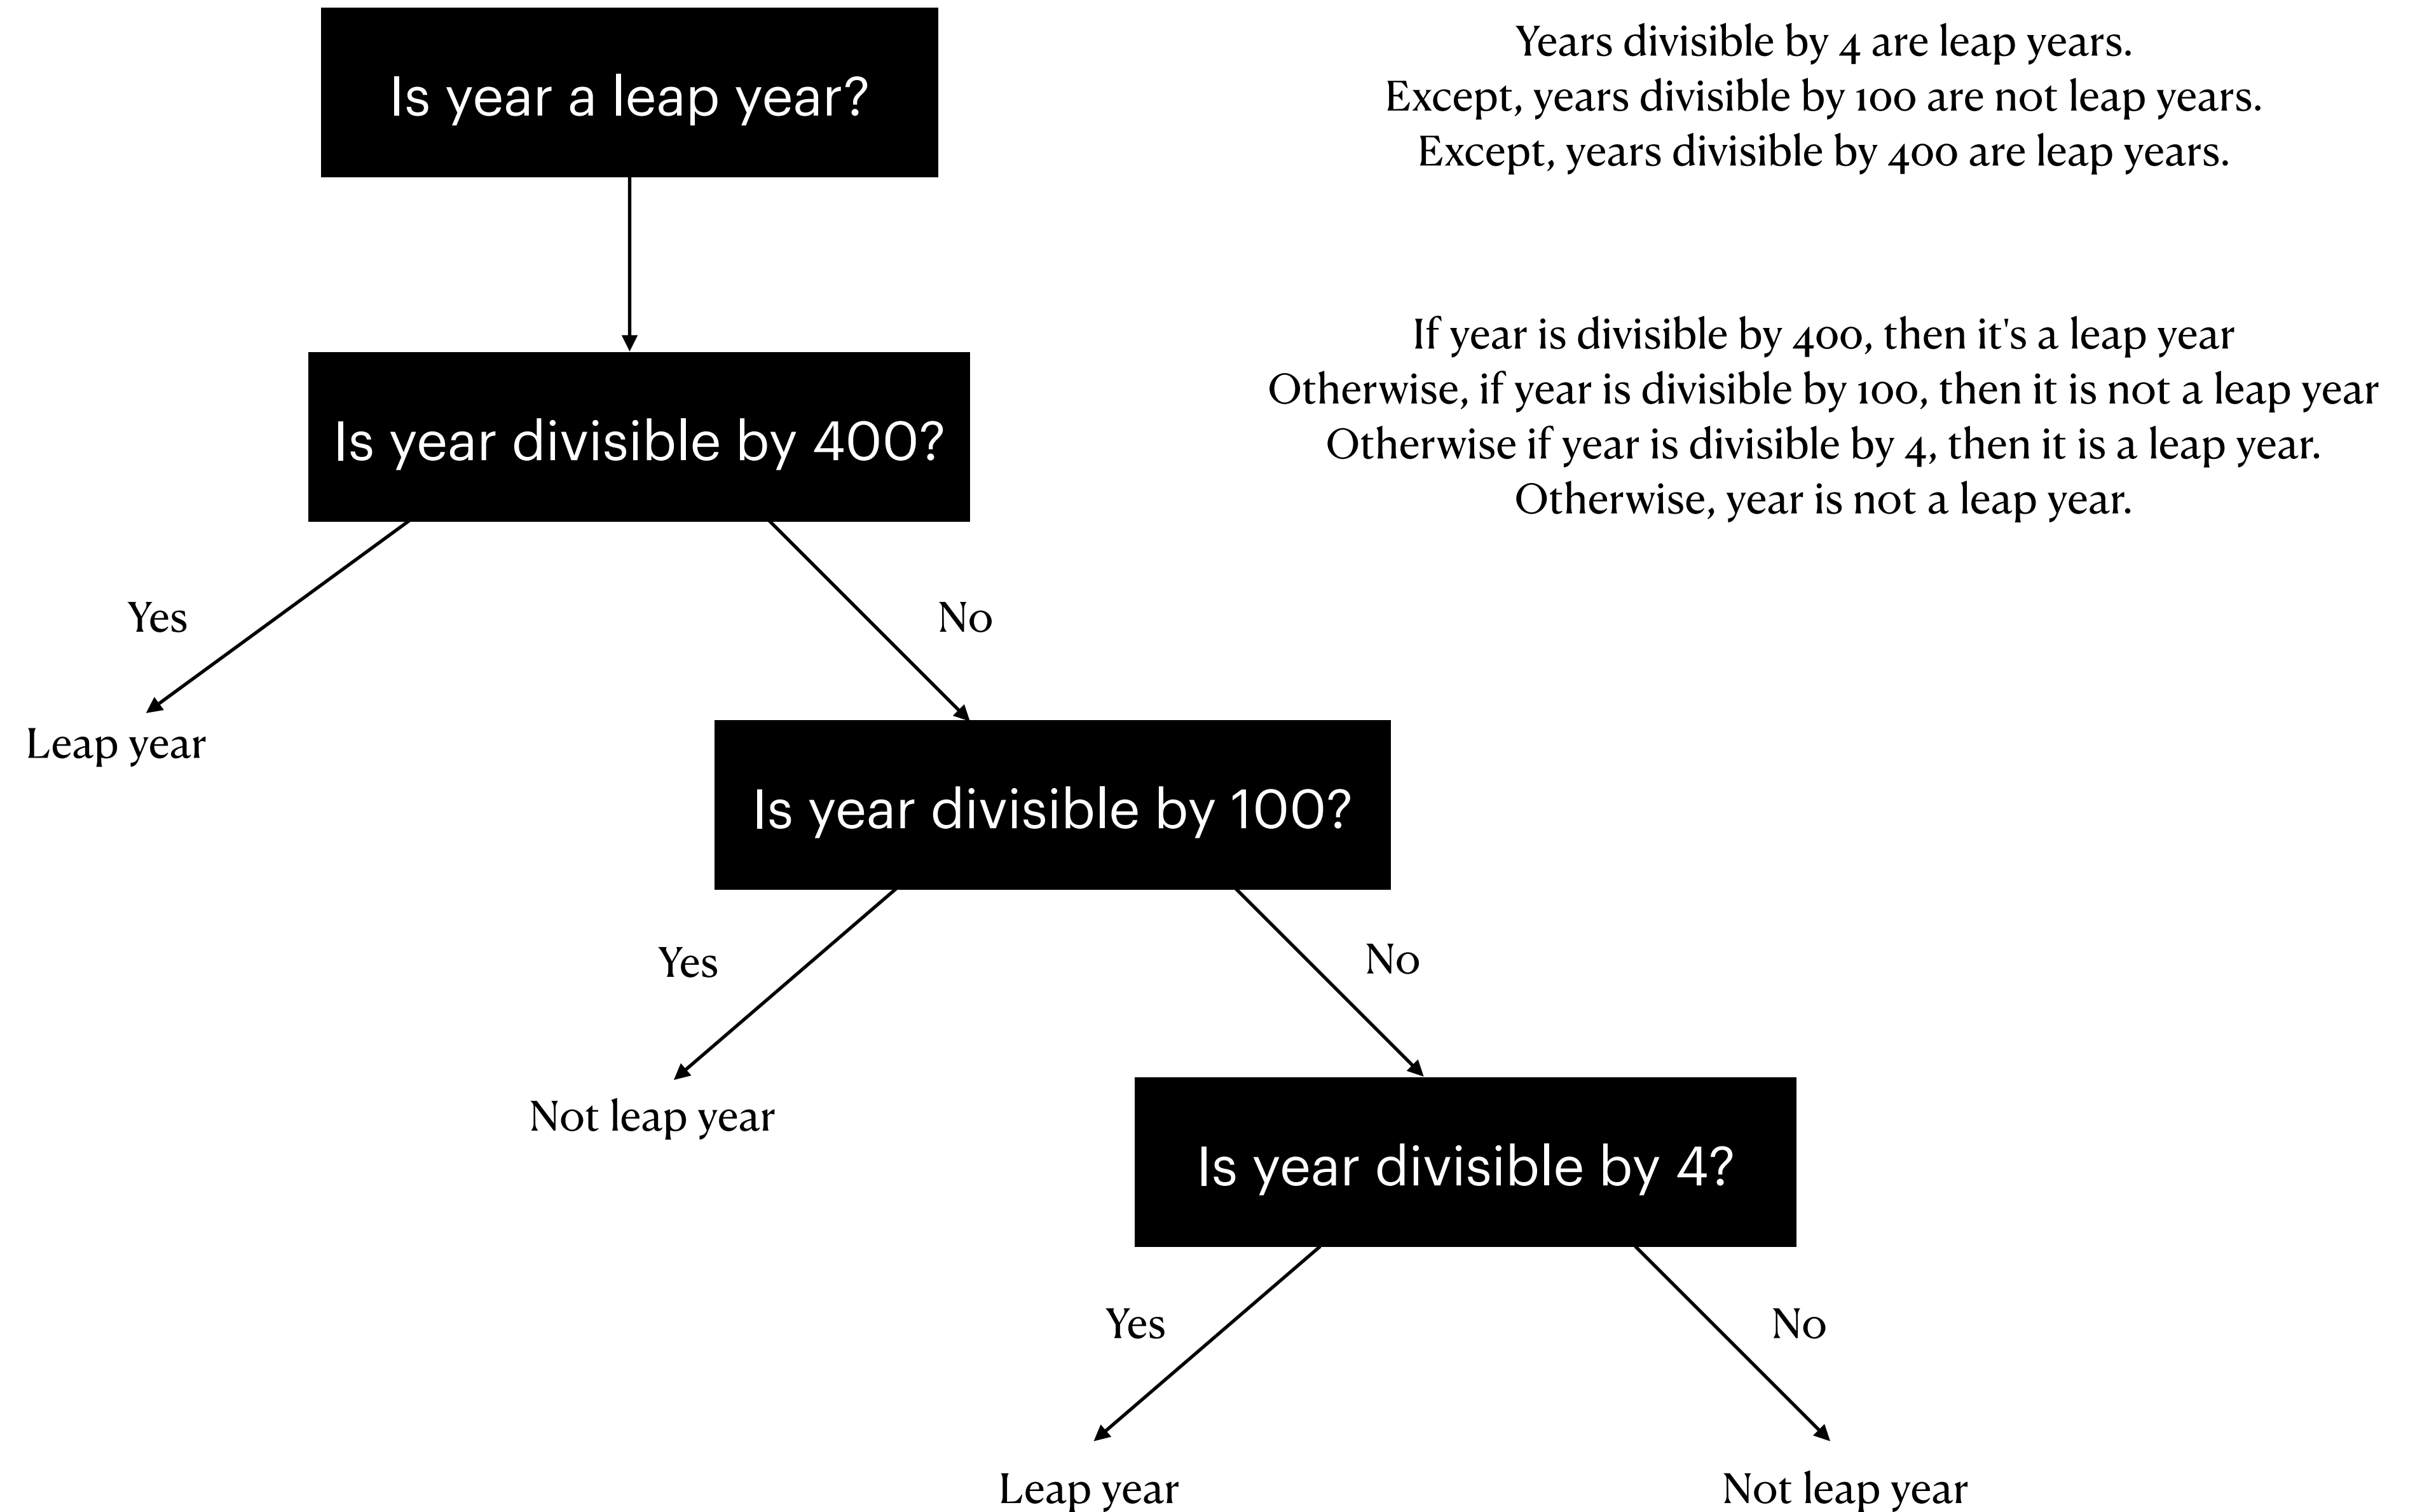 Is year a leap year?
Years divisible by 4 are leap years.
Except, years divisible by 100 are not leap years.
Except, years divisible by 400 are leap years.
If year is divisible by 400, then it's a leap year
Otherwise, if year is divisible by 100, then it is not a leap year
Otherwise if year is divisible by 4, then it is a leap year.
Otherwise, year is not a leap year.
Is year divisible by 400?
Yes
No
Leap year
Is year divisible by 100?
Yes
No
Not leap year
Is year divisible by 4?
Yes
No
Leap year
Not leap year